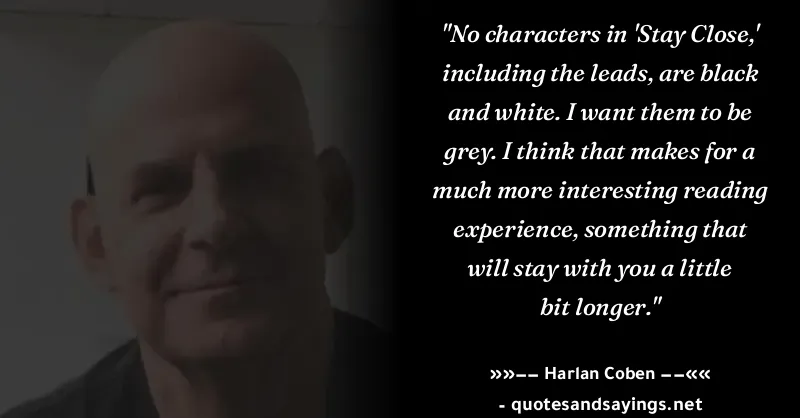 "No characters in 'Stay Close,'
including the leads, are black
and white. I want them to be
grey. I think that makes for a
much more interesting reading
experience, something that
will stay with you a little
bit longer."
»»−− Harlan Coben −−««
- quotesandsayings.net